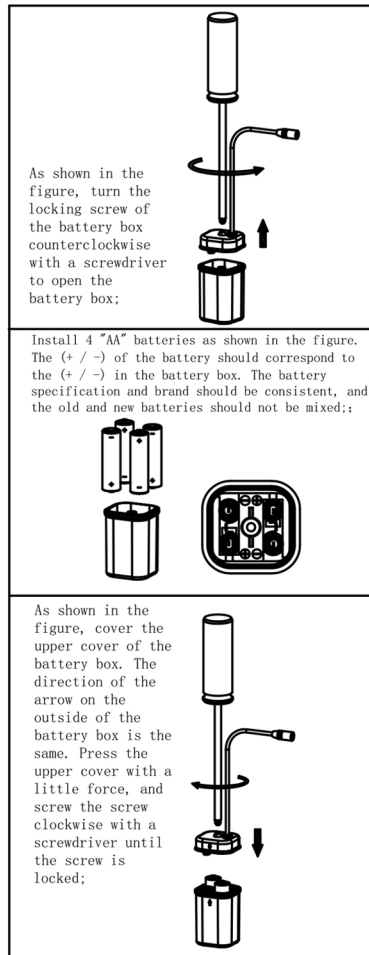 As shown in the
figure, turn the
locking screw of
the battery box
counterclockwise
with a screwdriver
to open the
battery box;
Install 4 "AA" batteries as shown in the figure.
The (+ / -) of the battery should correspond to
the (+ / -) in the battery box. The battery
specification and brand should be consistent, and
the old and new batteries should not be mixed;;
As shown in the
figure, cover the
upper cover of the
battery box. The
direction of the
arrow on the
outside of the
battery box is the
same. Press the
upper cover with a
little force, and
screw the screw
clockwise with a
screwdriver until
the screw is
locked;